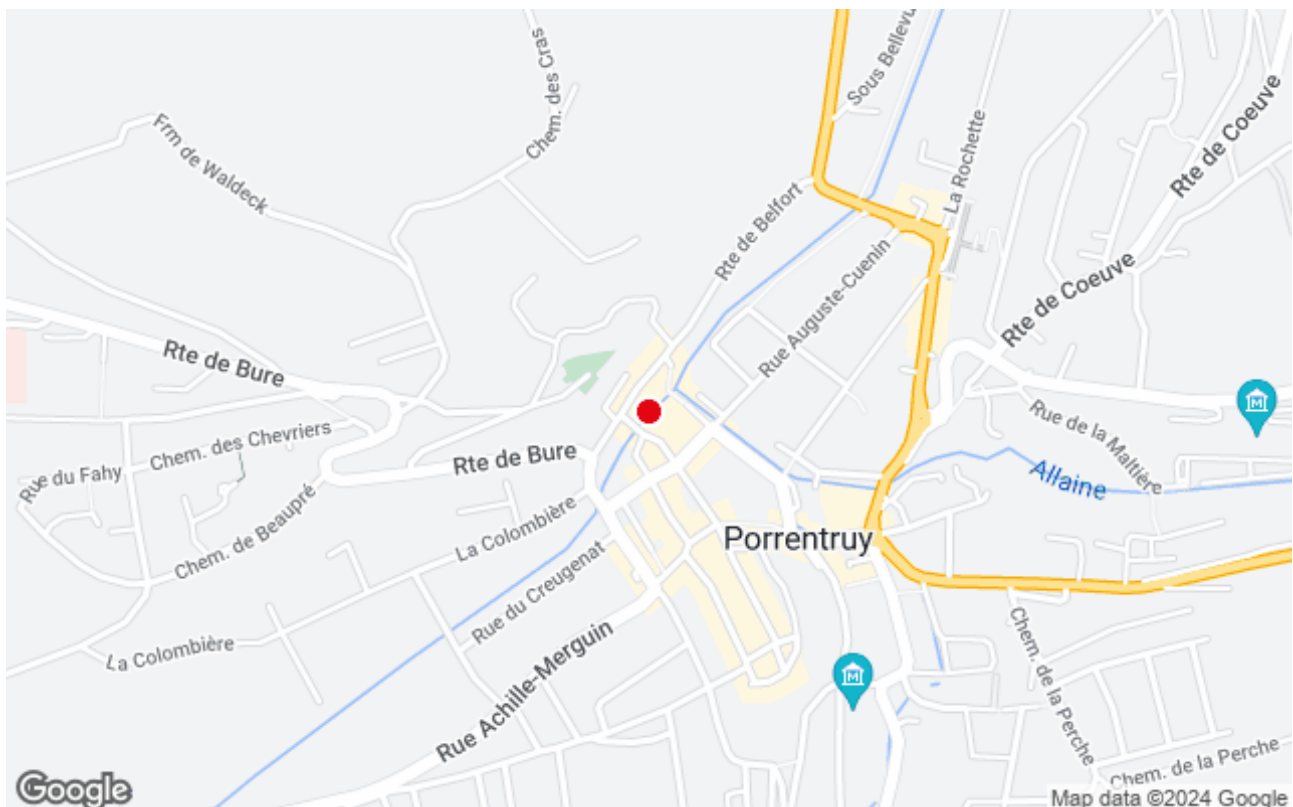 Sous Bellevu
Chem. des Cras
Rte de Coeuve
Frm de Waldeck
La Rochette
Rte de Belfort
Rue Auguste-Cuenin
Rte de Coeuve
Rte de Bure
M
Chem. des Chevriers
Rue de la Maltière
Rte de Bure
Rue du Fahy
Allaine
Chem. de Beaupré
La Colombière
Porrentruy
Rue du Creugenat
La Colombière
Chem. de la Perche
Rue Achille-Merguin
M
Chem. de la Perche
Google
Map data ©2024 Google